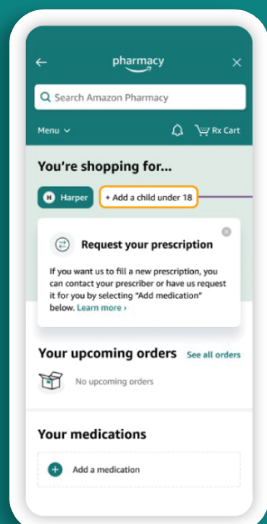 pharmacy
Search Amazon Pharmacy
Menu
Rx Cart
You're shopping for...
H Harper
+ Add a child under 18
Request your prescription
If you want us to fill a new prescription, you
can contact your prescriber or have us request
it for you by selecting "Add medication"
below. Learn more ›
Your upcoming orders
See all orders
No upcoming orders
Your medications
Add a medication